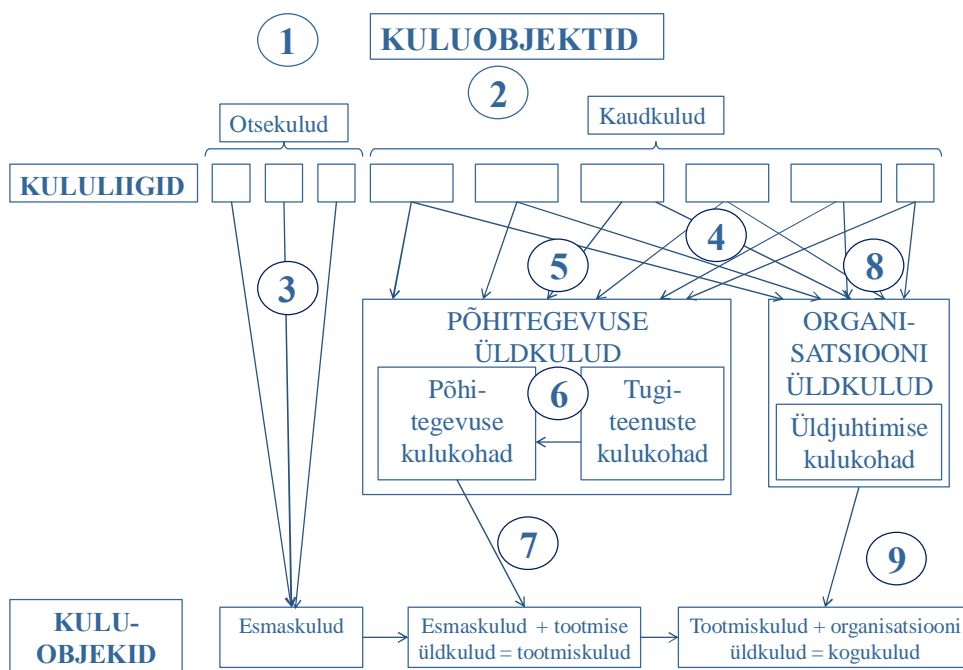 1
KULUOBJEKTID
2
Otsekulud
Kaudkulud
KULULIIGID
4
5
8
3
PÕHITEGEVUSE
ÜLDKULUD
ORGANI-
SATSIOONI
ÜLDKULUD
Põhi-
tegevuse
kulukohad
6
Tugi-
teenuste
kulukohad
Üldjuhtimise
kulukohad
7
9
KULU-
OBJEKID
Esmaskulud
Esmaskulud + tootmise
üldkulud = tootmiskulud
Tootmiskulud + organisatsiooni
üldkulud = kogukulud